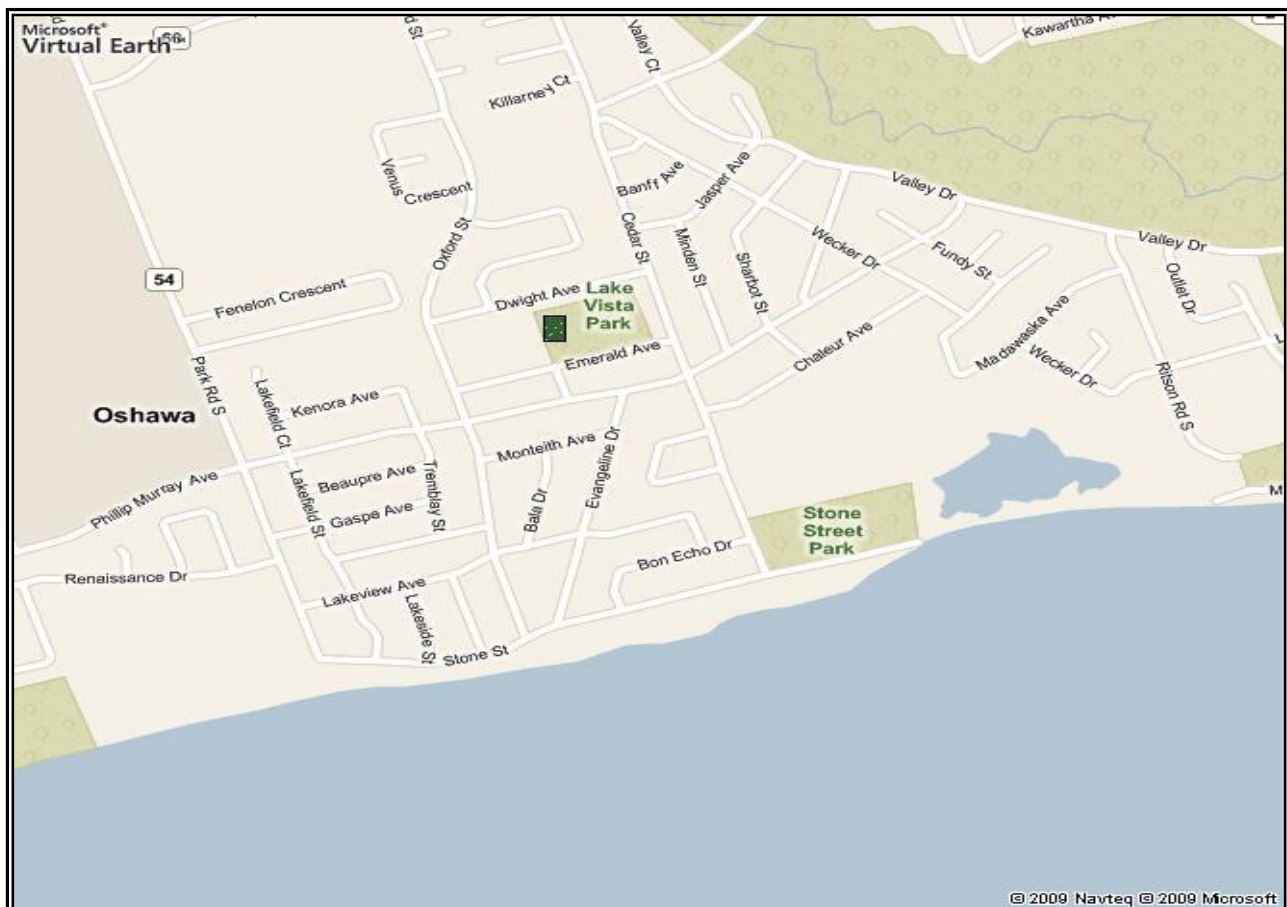 Microsoft®
Virtual Earth™
Kawartha
Valley Ct
Killarney Ct
Venus
Crescent
Banff Ave
Jasper Ave
Valley Dr
Oxford St
Cedar St
Minden St
Wecker Dr
Fundy St
Valley Dr
Sharbot St
Outlet Dr
54
Fenelon Crescent
Dwight Ave
Lake
Vista
Park
Emerald Ave
Chaleur Ave
Madawaska Ave
Wecker Dr
Ritson Rd S
Park Rd S
Lakefield Ct
Kenora Ave
Oshawa
Monteith Ave
Evangeline Dr
Phillip Murray Ave
Beaupre Ave
Tremblay St
Lakefield St
Gaspe Ave
Bala Dr
Stone
Street
Park
Bon Echo Dr
Renaissance Dr
Lakeview Ave
Lakeside St
Stone St
© 2009 Navteq © 2009 Microsoft